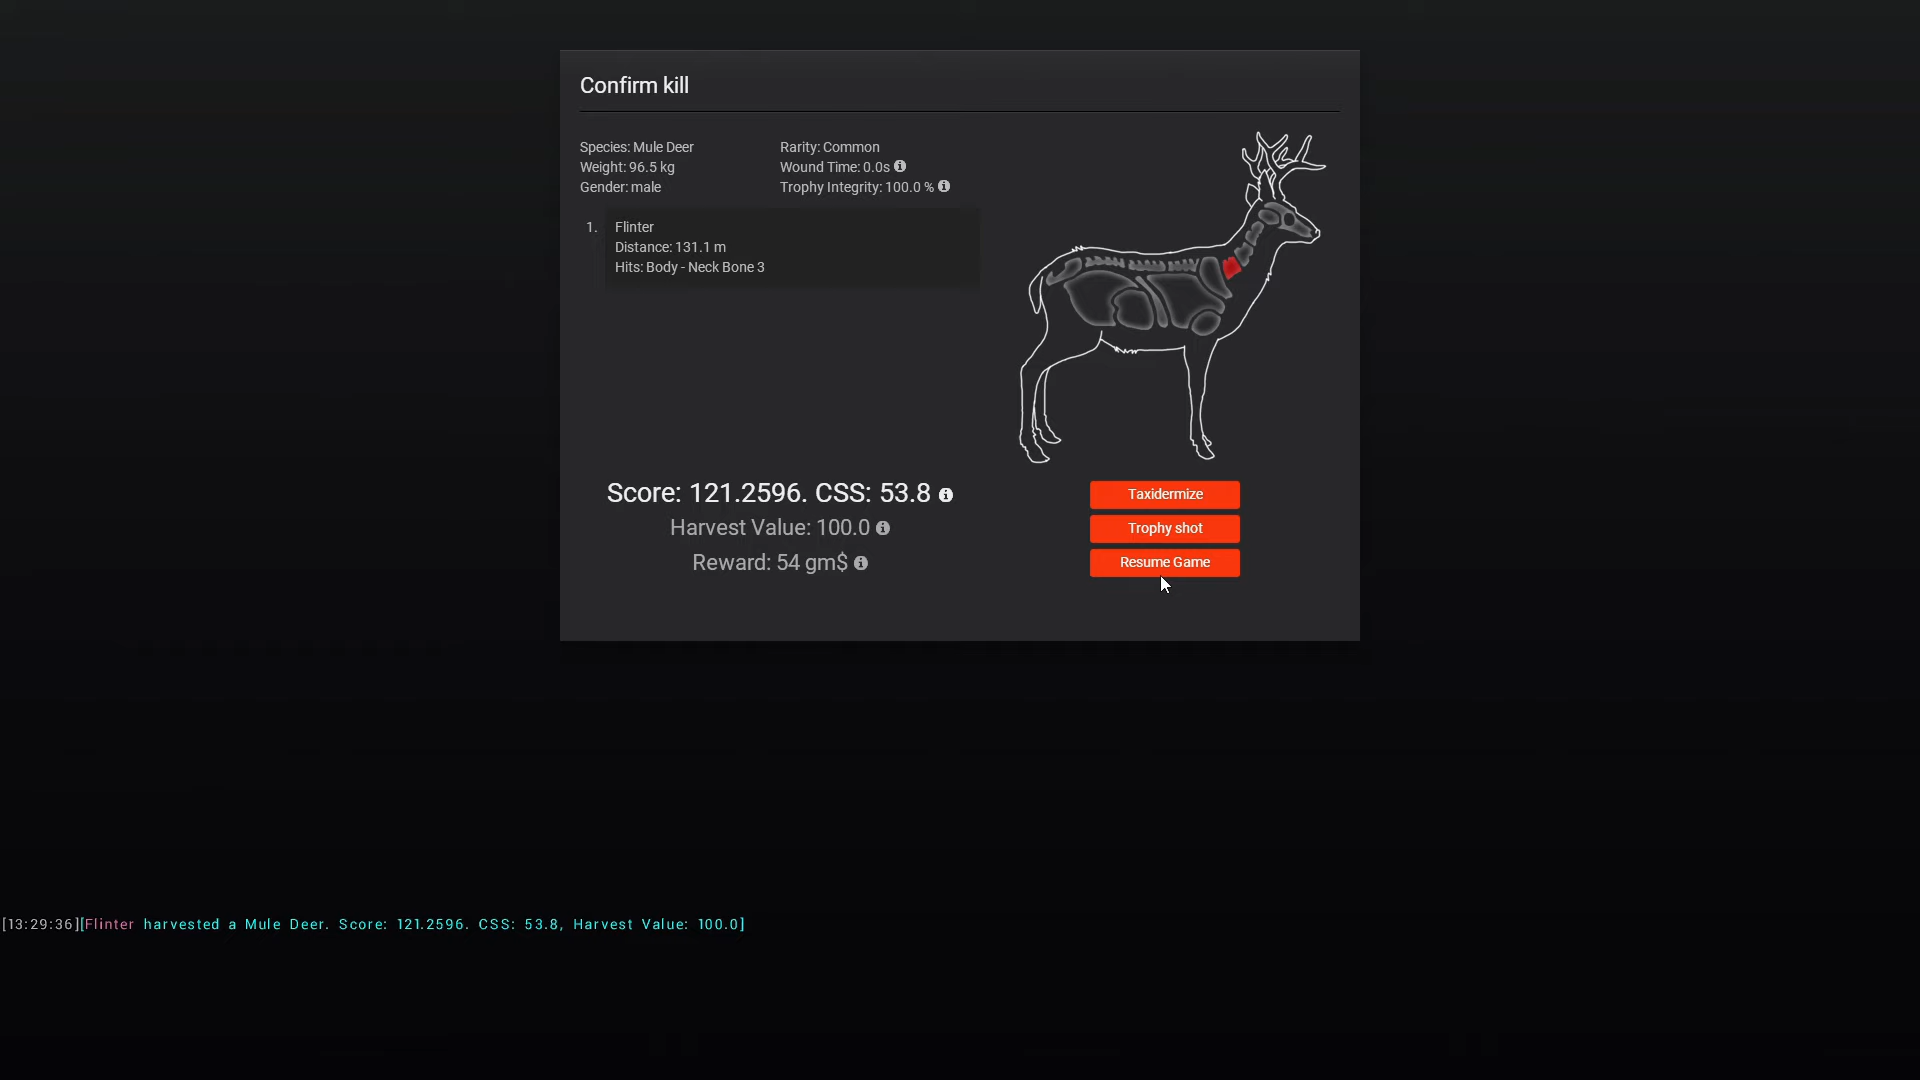 Confirm kill
Species: Mule Deer
Weight: 96.5 kg
Gender: male
Rarity: Common
Wound Time: 0.0s
Trophy Integrity: 100.0 %
1. Flinter
Distance: 131.1 m
Hits: Body - Neck Bone 3
Score: 121.2596. CSS: 53.8
Harvest Value: 100.0
Reward: 54 gm$
Taxidermize
Trophy shot
Resume Game
[13:29:36][Flinter harvested a Mule Deer. Score: 121.2596. CSS: 53.8, Harvest Value: 100.0]